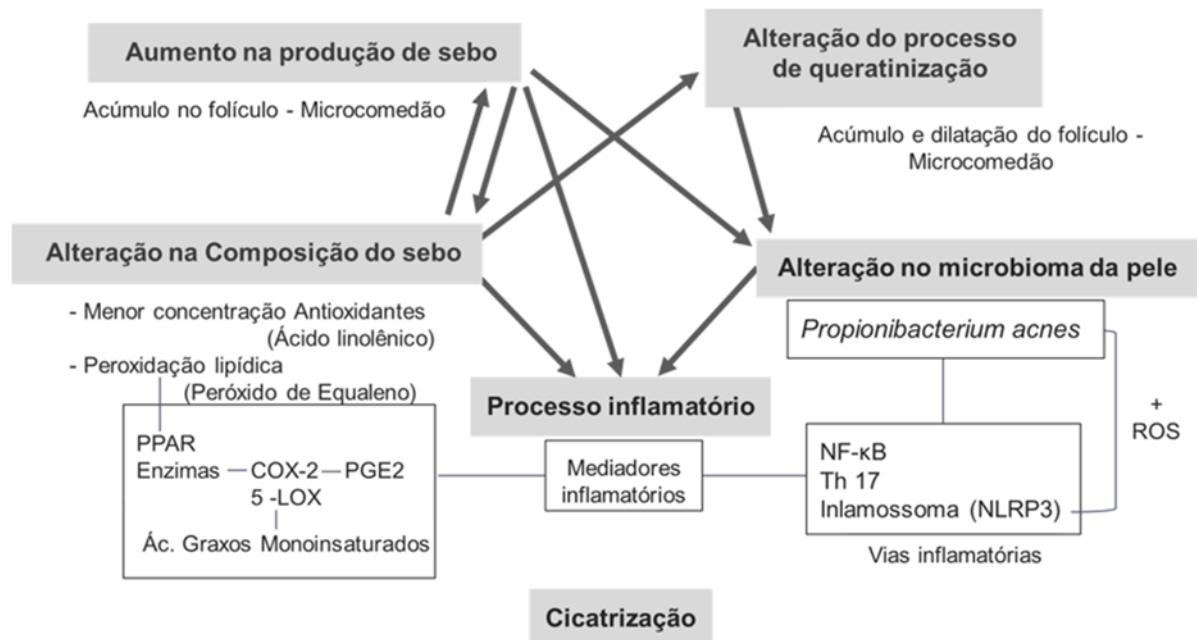 Aumento na produção de sebo
Acúmulo no folículo - Microcomedão
Alteração do processo
de queratinização
Acúmulo e dilatação do folículo -
Microcomedão
Alteração na Composição do sebo
- Menor concentração Antioxidantes
(Ácido linolênico)
- Peroxidação lipídica
(Peróxido de Equaleno)
PPAR
Enzimas
COX-2
PGE2
5 -LOX
Ác. Graxos Monoinsaturados
Processo inflamatório
Mediadores
inflamatórios
Alteração no microbioma da pele
Propionibacterium acnes
+
ROS
NF-κB
Th 17
Inlamossoma (NLRP3)
Vias inflamatórias
Cicatrização